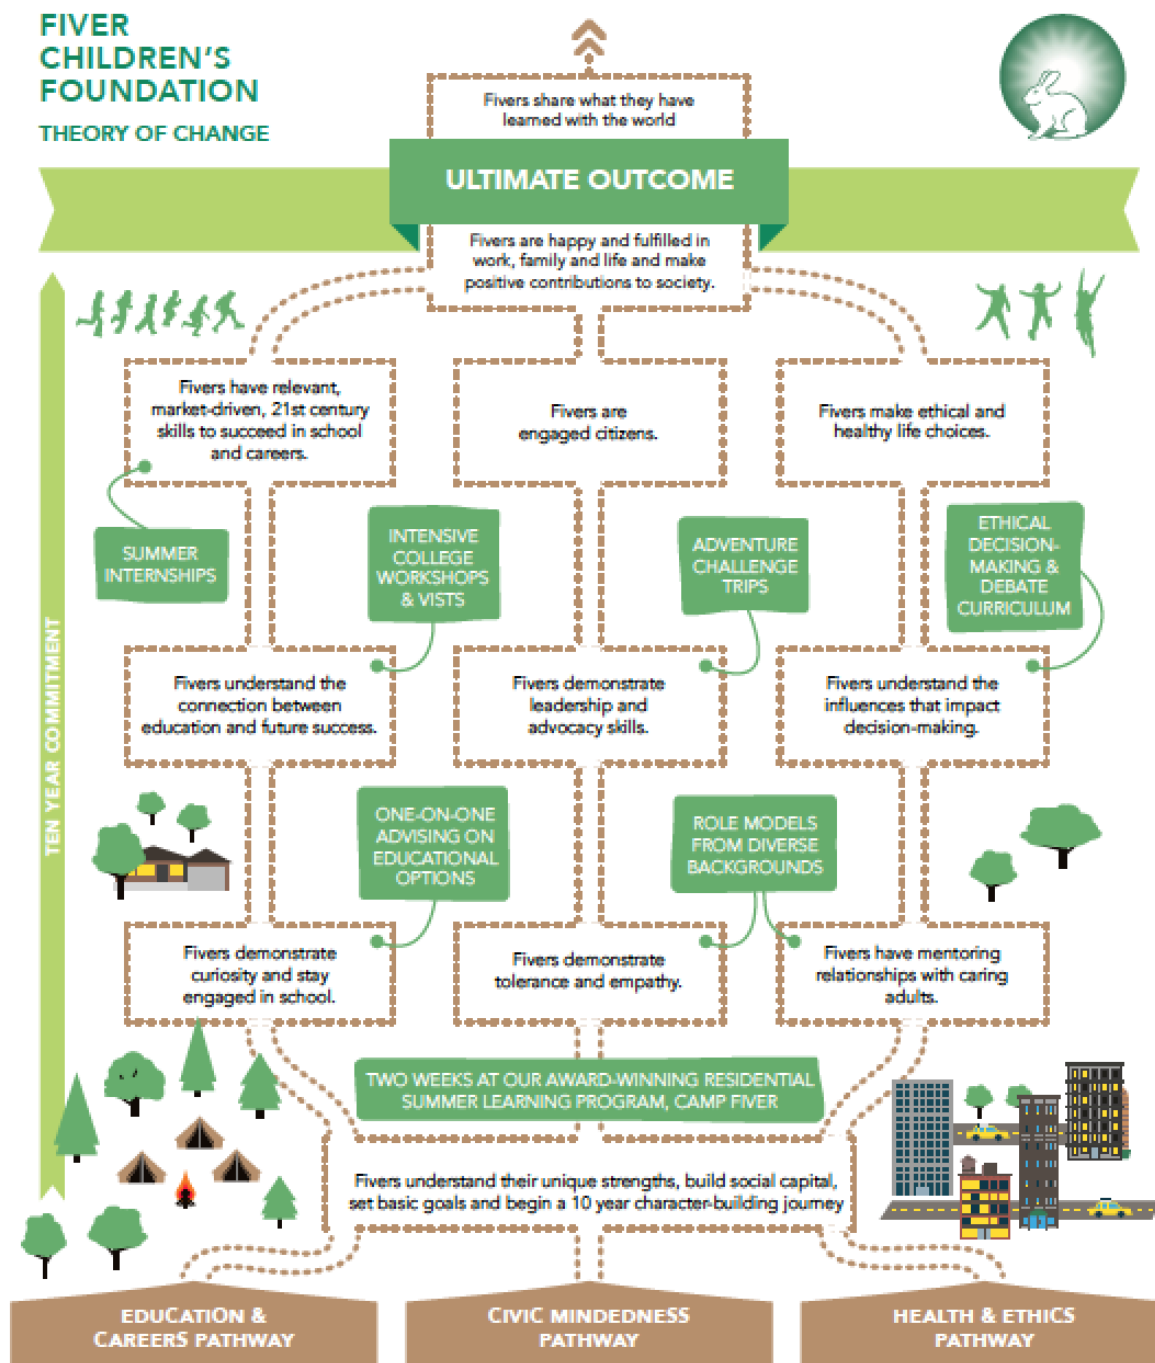 FIVER
CHILDREN'S
FOUNDATION
THEORY OF CHANGE
Fivers share what they have
learned with the world
ULTIMATE OUTCOME
Fivers are happy and fulfilled in
work, family and life and make
positive contributions to society.
TEN YEAR COMMITMENT
Fivers have relevant,
market-driven, 21st century
skills to succeed in school
and careers.
Fivers are
engaged citizens.
Fivers make ethical and
healthy life choices.
SUMMER
INTERNSHIPS
INTENSIVE
COLLEGE
WORKSHOPS
& VISTS
ADVENTURE
CHALLENGE
TRIPS
ETHICAL
DECISION-
MAKING &
DEBATE
CURRICULUM
Fivers understand the
connection between
education and future success.
Fivers demonstrate
leadership and
advocacy skills.
Fivers understand the
influences that impact
decision-making.
ONE-ON-ONE
ADVISING ON
EDUCATIONAL
OPTIONS
ROLE MODELS
FROM DIVERSE
BACKGROUNDS
Fivers demonstrate
curiosity and stay
engaged in school.
Fivers demonstrate
tolerance and empathy.
Fivers have mentoring
relationships with caring
adults.
TWO WEEKS AT OUR AWARD-WINNING RESIDENTIAL
SUMMER LEARNING PROGRAM, CAMP FIVER
Fivers understand their unique strengths, build social capital,
set basic goals and begin a 10 year character-building journey
EDUCATION &
CAREERS PATHWAY
CIVIC MINDEDNESS
PATHWAY
HEALTH & ETHICS
PATHWAY